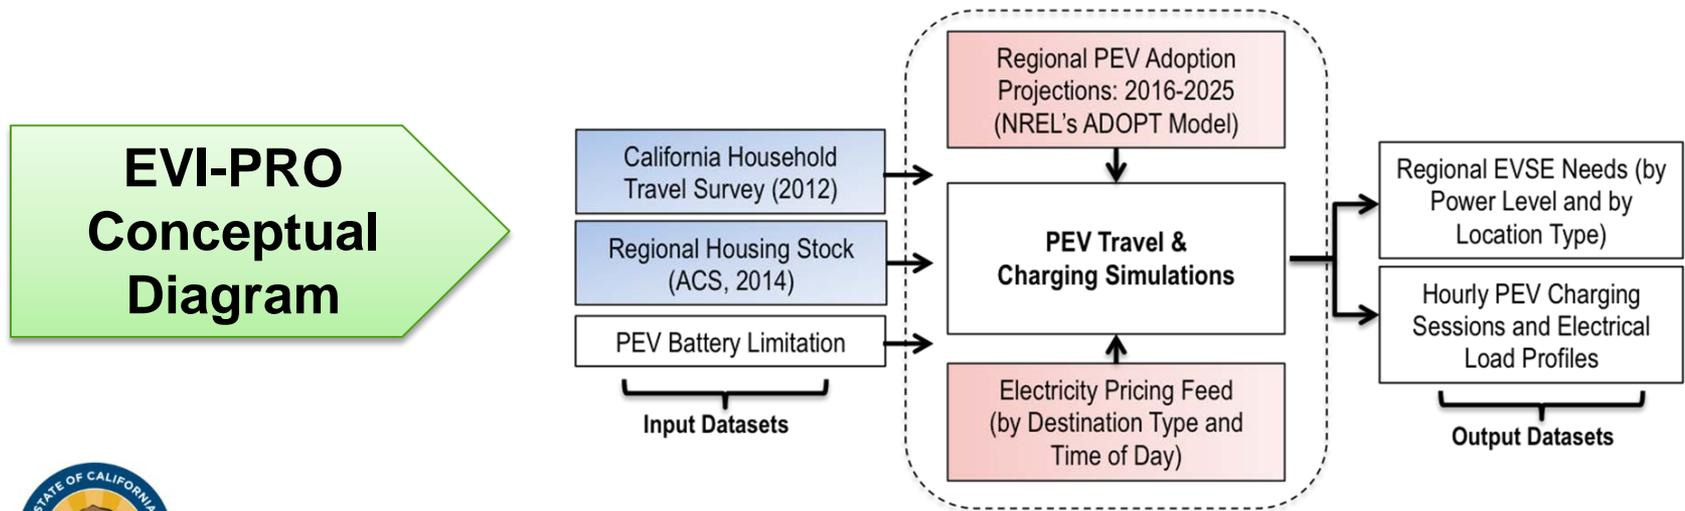 EVI-PRO
Conceptual
Diagram
California Household
Travel Survey (2012)
Regional Housing Stock
(ACS, 2014)
PEV Battery Limitation
Input Datasets
Regional PEV Adoption
Projections: 2016-2025
(NREL's ADOPT Model)
PEV Travel &
Charging Simulations
Electricity Pricing Feed
(by Destination Type and
Time of Day)
Regional EVSE Needs (by
Power Level and by
Location Type)
Hourly PEV Charging
Sessions and Electrical
Load Profiles
Output Datasets
STATE OF CALIFORNIA